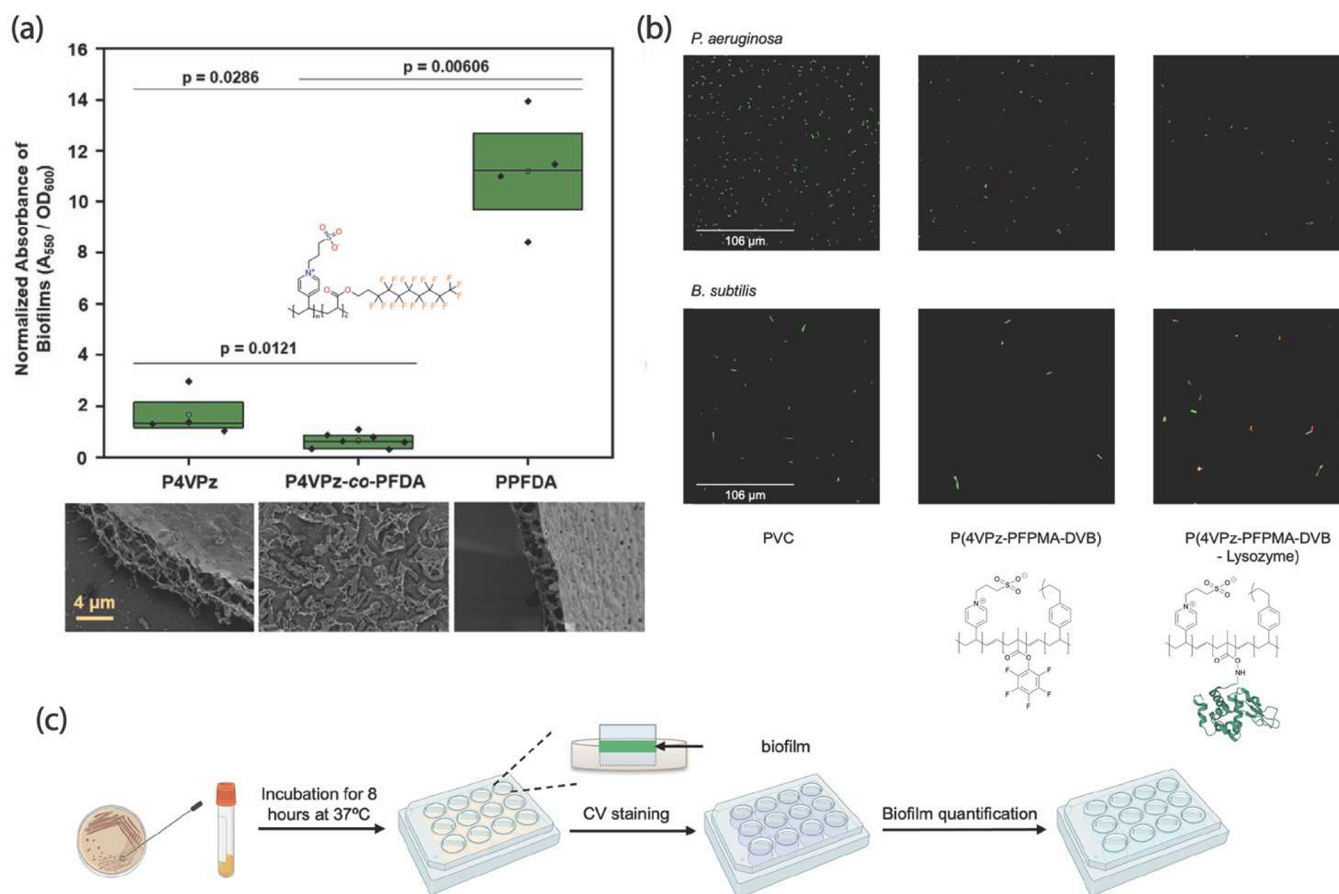 (a)
16
14
12
10
8
6
4
2
0
Normalized Absorbance of
Biofilms (A550 / OD600)
p = 0.0286
p = 0.00606
p = 0.0121
P4VPz
P4VPz-co-PFDA
PPFDA
4 µm
(b)
P. aeruginosa
106 µm
B. subtilis
106 µm
PVC
P(4VPz-PFPMA-DVB)
P(4VPz-PFPMA-DVB
- Lysozyme)
(c)
Incubation for 8
hours at 37ºC
biofilm
CV staining
Biofilm quantification